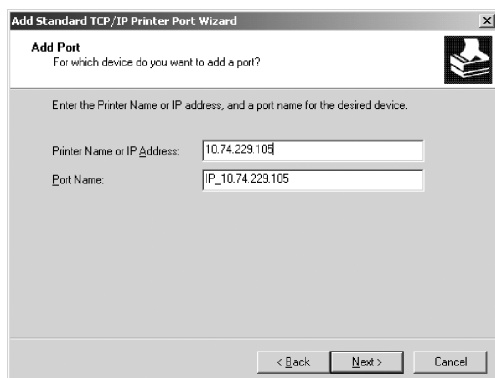 Add Standard TCP/IP Printer Port Wizard
Add Port
For which device do you want to add a port?
Enter the Printer Name or IP address, and a port name for the desired device.
Printer Name or IP Address: 10.74.229.105
Port Name: IP_10.74.229.105
< Back Next > Cancel